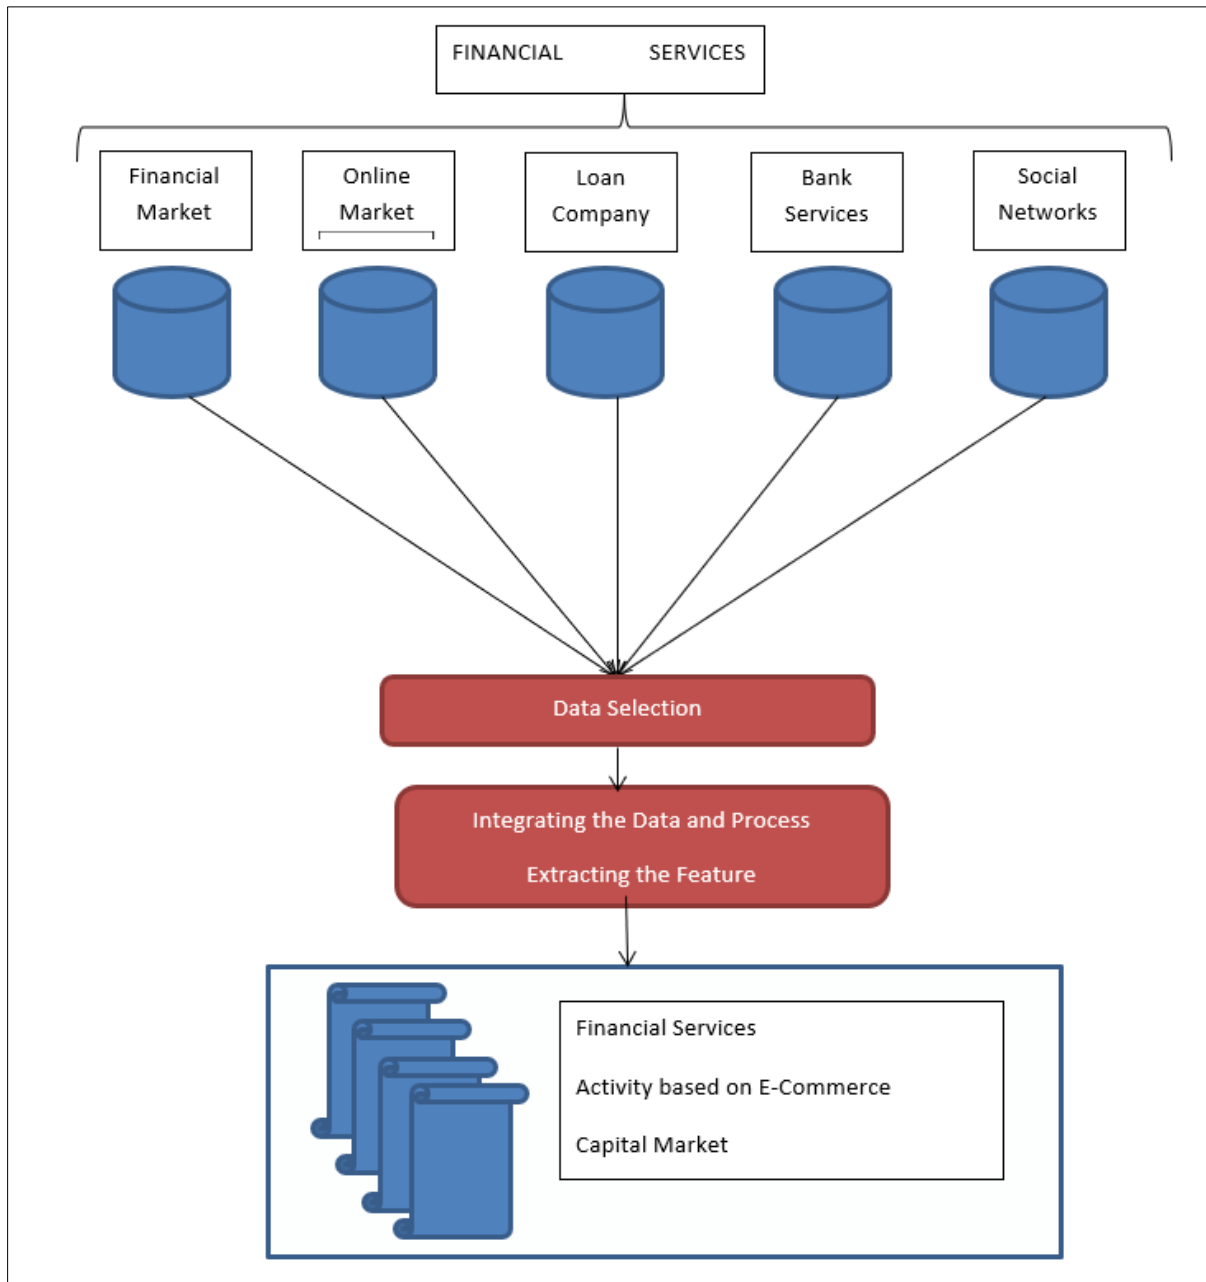 FINANCIAL SERVICES
Financial
Market
Online
Market
Loan
Company
Bank
Services
Social
Networks
Data Selection
Integrating the Data and Process
Extracting the Feature
Financial Services
Activity based on E-Commerce
Capital Market